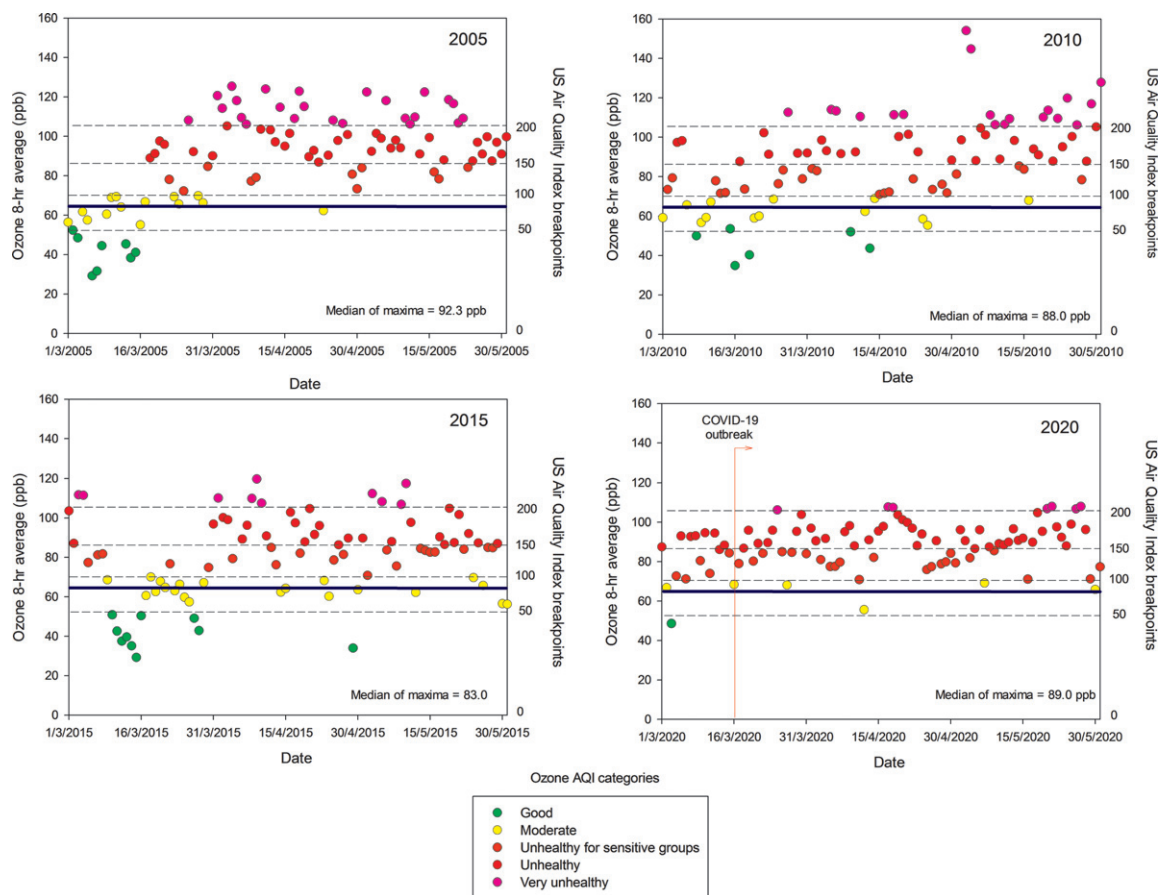 160
140
120
100
80
60
40
20
0
Ozone 8-hr average (ppb)
2005
200
150
100
50
0
US Air Quality Index breakpoints
Median of maxima = 92.3 ppb
1/3/2005 16/3/2005 31/3/2005 15/4/2005 30/4/2005 15/5/2005 30/5/2005
Date
160
140
120
100
80
60
40
20
0
Ozone 8-hr average (ppb)
2010
200
150
100
50
0
US Air Quality Index breakpoints
Median of maxima = 88.0 ppb
1/3/2010 16/3/2010 31/3/2010 15/4/2010 30/4/2010 15/5/2010 30/5/2010
Date
160
140
120
100
80
60
40
20
0
Ozone 8-hr average (ppb)
2015
200
150
100
50
0
US Air Quality Index breakpoints
Median of maxima = 83.0
1/3/2015 16/3/2015 31/3/2015 15/4/2015 30/4/2015 15/5/2015 30/5/2015
Date
160
140
120
100
80
60
40
20
0
Ozone 8-hr average (ppb)
COVID-19
outbreak
2020
200
150
100
50
0
US Air Quality Index breakpoints
Median of maxima = 89.0 ppb
1/3/2020 16/3/2020 31/3/2020 15/4/2020 30/4/2020 15/5/2020 30/5/2020
Date
Ozone AQI categories
Good
Moderate
Unhealthy for sensitive groups
Unhealthy
Very unhealthy